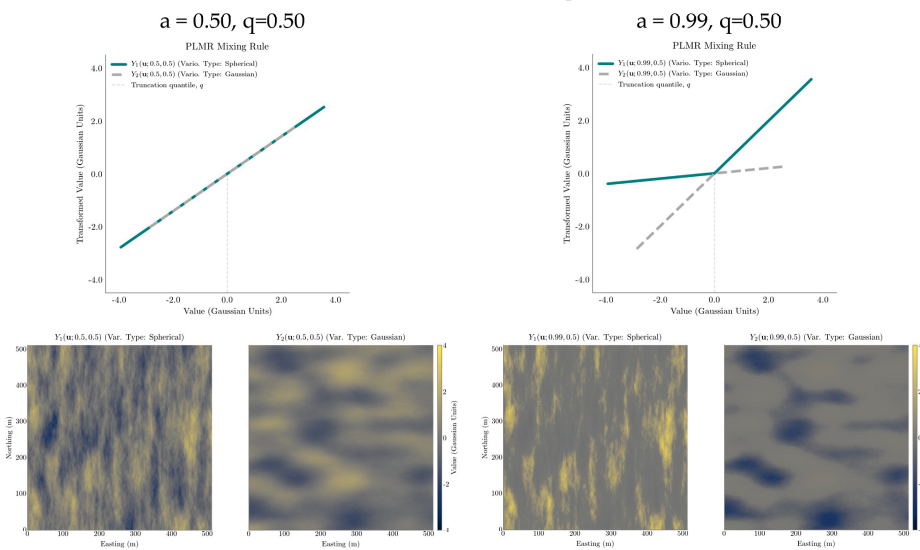 a = 0.50, q=0.50
PLMR Mixing Rule
Y₁(u; 0.5, 0.5) (Vario. Type: Spherical)
Y₂(u; 0.5, 0.5) (Vario. Type: Gaussian)
Truncation quantile, q
Transformed Value (Gaussian Units)
4.0
2.0
0.0
-2.0
-4.0
-4.0 -2.0 0.0 2.0 4.0
Value (Gaussian Units)
a = 0.99, q=0.50
PLMR Mixing Rule
Y₁(u; 0.99, 0.5) (Vario. Type: Spherical)
Y₂(u; 0.99, 0.5) (Vario. Type: Gaussian)
Truncation quantile, q
Transformed Value (Gaussian Units)
4.0
2.0
0.0
-2.0
-4.0
-4.0 -2.0 0.0 2.0 4.0
Value (Gaussian Units)
Y₁(u; 0.5, 0.5) (Var. Type: Spherical)
Northing (m)
500
400
300
200
100
0
0 100 200 300 400 500
Easting (m)
Y₂(u; 0.5, 0.5) (Var. Type: Gaussian)
0 100 200 300 400 500
Easting (m)
4
2
0
-2
-4
Value (Gaussian Units)
Y₁(u; 0.99, 0.5) (Var. Type: Spherical)
Northing (m)
500
400
300
200
100
0
0 100 200 300 400 500
Easting (m)
Y₂(u; 0.99, 0.5) (Var. Type: Gaussian)
0 100 200 300 400 500
Easting (m)